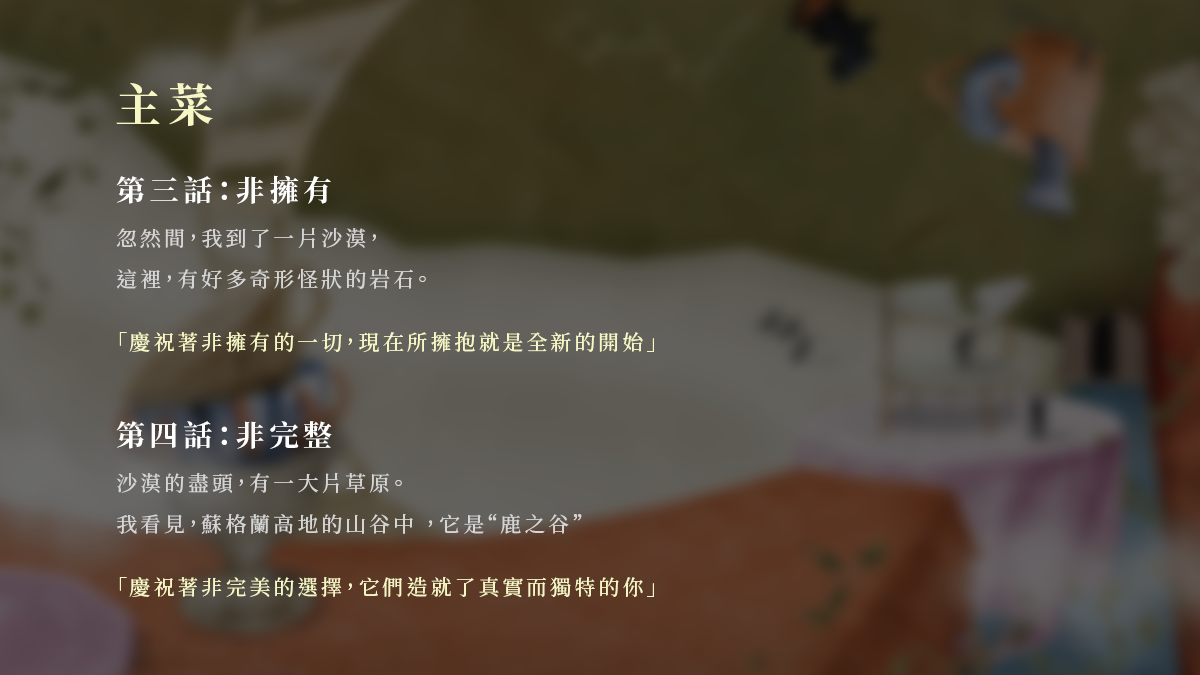 主菜
第三話：非擁有
忽然間，我到了一片沙漠，
這裡，有好多奇形怪狀的岩石。
「慶祝著非擁有的一切，現在所擁抱就是全新的開始」
第四話：非完整
沙漠的盡頭，有一大片草原。
我看見，蘇格蘭高地的山谷中 ，它是“鹿之谷”
「慶祝著非完美的選擇，它們造就了真實而獨特的你」